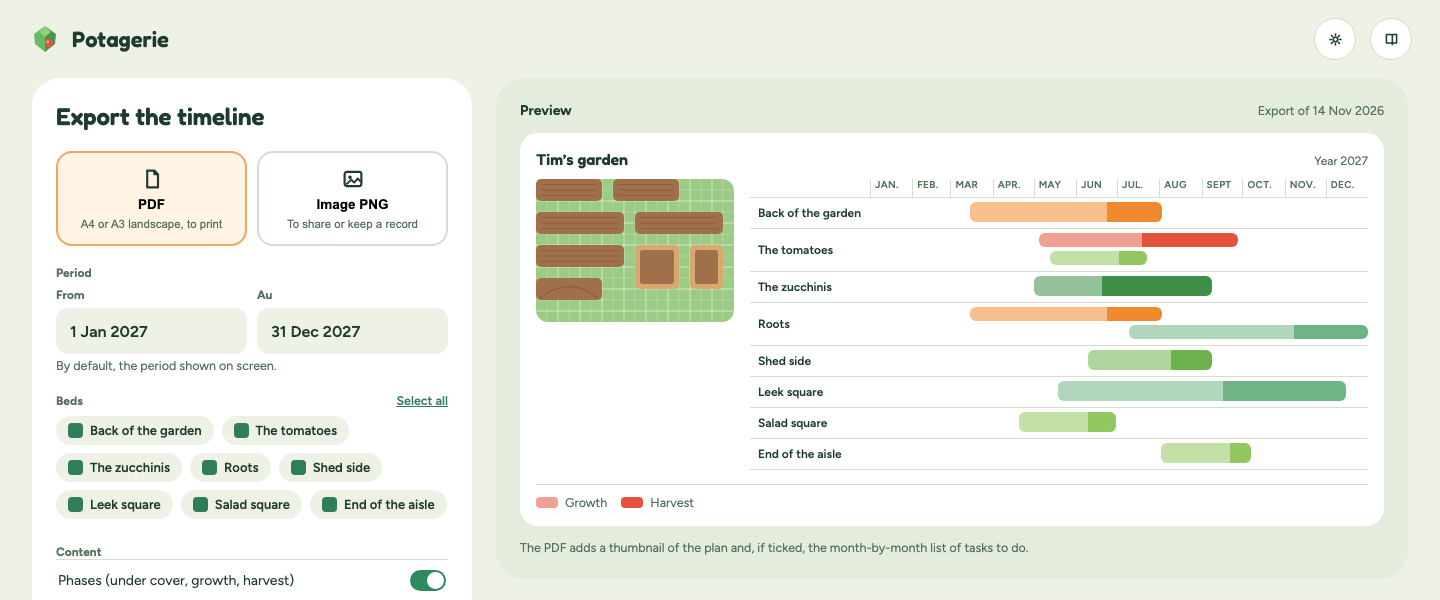 Potagerie
Export the timeline
PDF
A4 or A3 landscape, to print
Image PNG
To share or keep a record
Period
From
Au
1 Jan 2027
31 Dec 2027
By default, the period shown on screen.
Beds
Select all
Back of the garden
The tomatoes
The zucchinis
Roots
Shed side
Leek square
Salad square
End of the aisle
Content
Phases (under cover, growth, harvest)
Preview
Export of 14 Nov 2026
Tim's garden
Year 2027
JAN. FEB. MAR APR. MAY JUN JUL. AUG SEPT OCT. NOV. DEC.
Back of the garden
The tomatoes
The zucchinis
Roots
Shed side
Leek square
Salad square
End of the aisle
Growth
Harvest
The PDF adds a thumbnail of the plan and, if ticked, the month-by-month list of tasks to do.